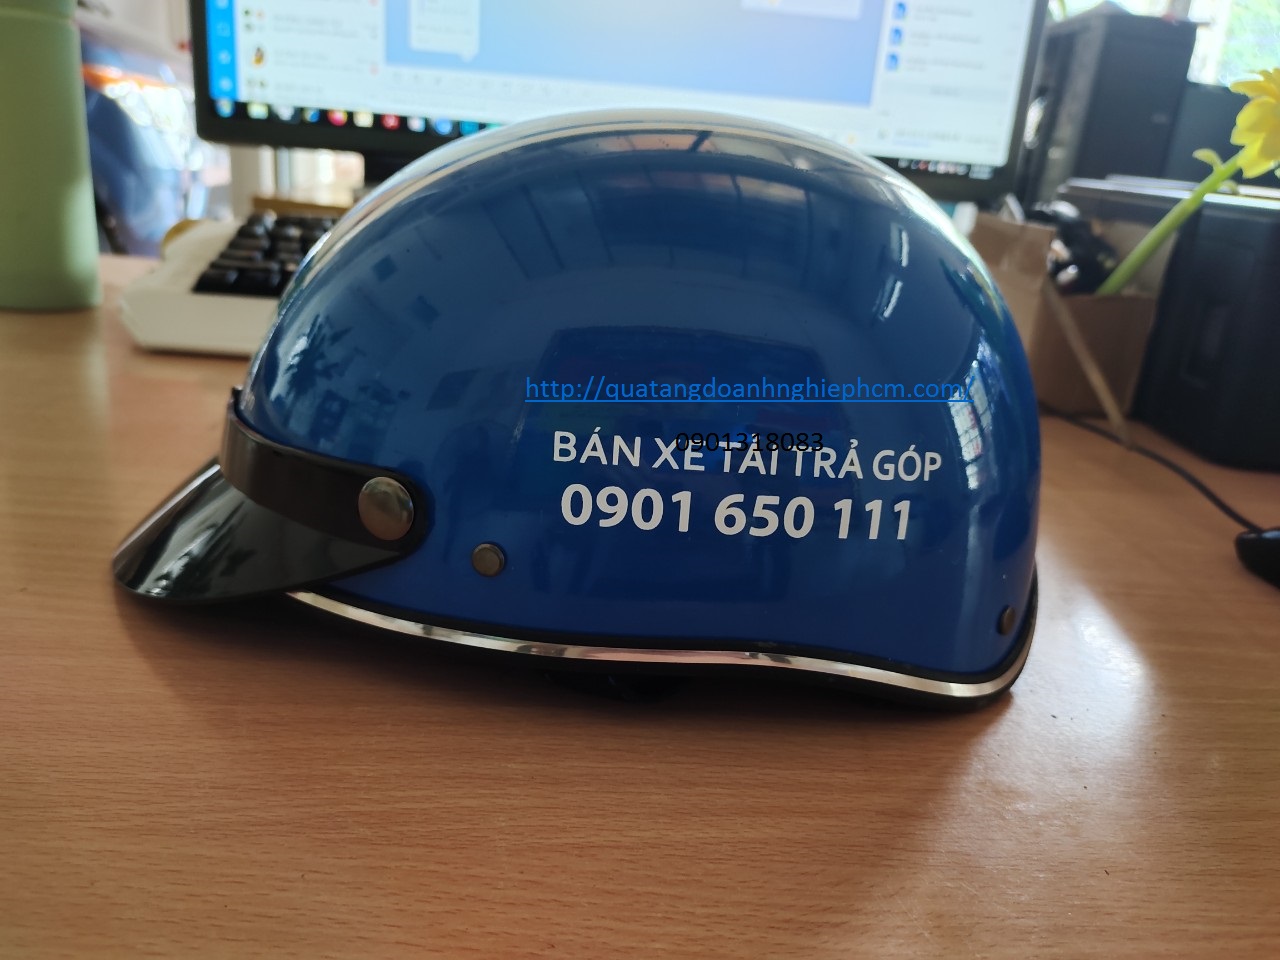 http://quatangdoanhnghiephcm.com/
0901318083
BÁN XE TẢI TRẢ GÓP
0901 650 111